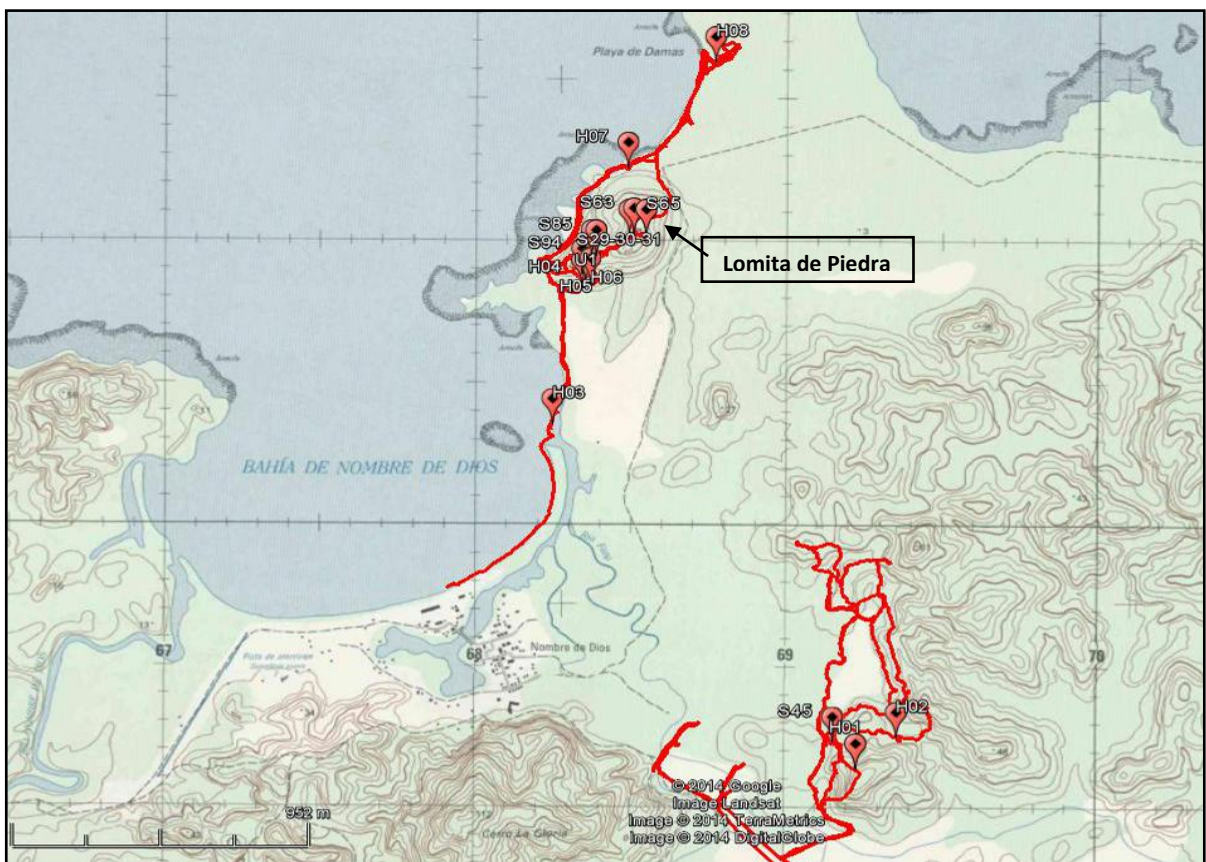 H08
Playa de Damas
Arrecife
H07
S63
S65
S85
S29-30-31
S94
Lomita de Piedra
U1
H04
H06
H05
H03
BAHÍA DE NOMBRE DE DIOS
67
68
Nombre de Dios
69
70
S45
H02
H01
© 2014 Google
Image Landsat
Image © 2014 TerraMetrics
Image © 2014 DigitalGlobe
952 m
Cerro La Gloria